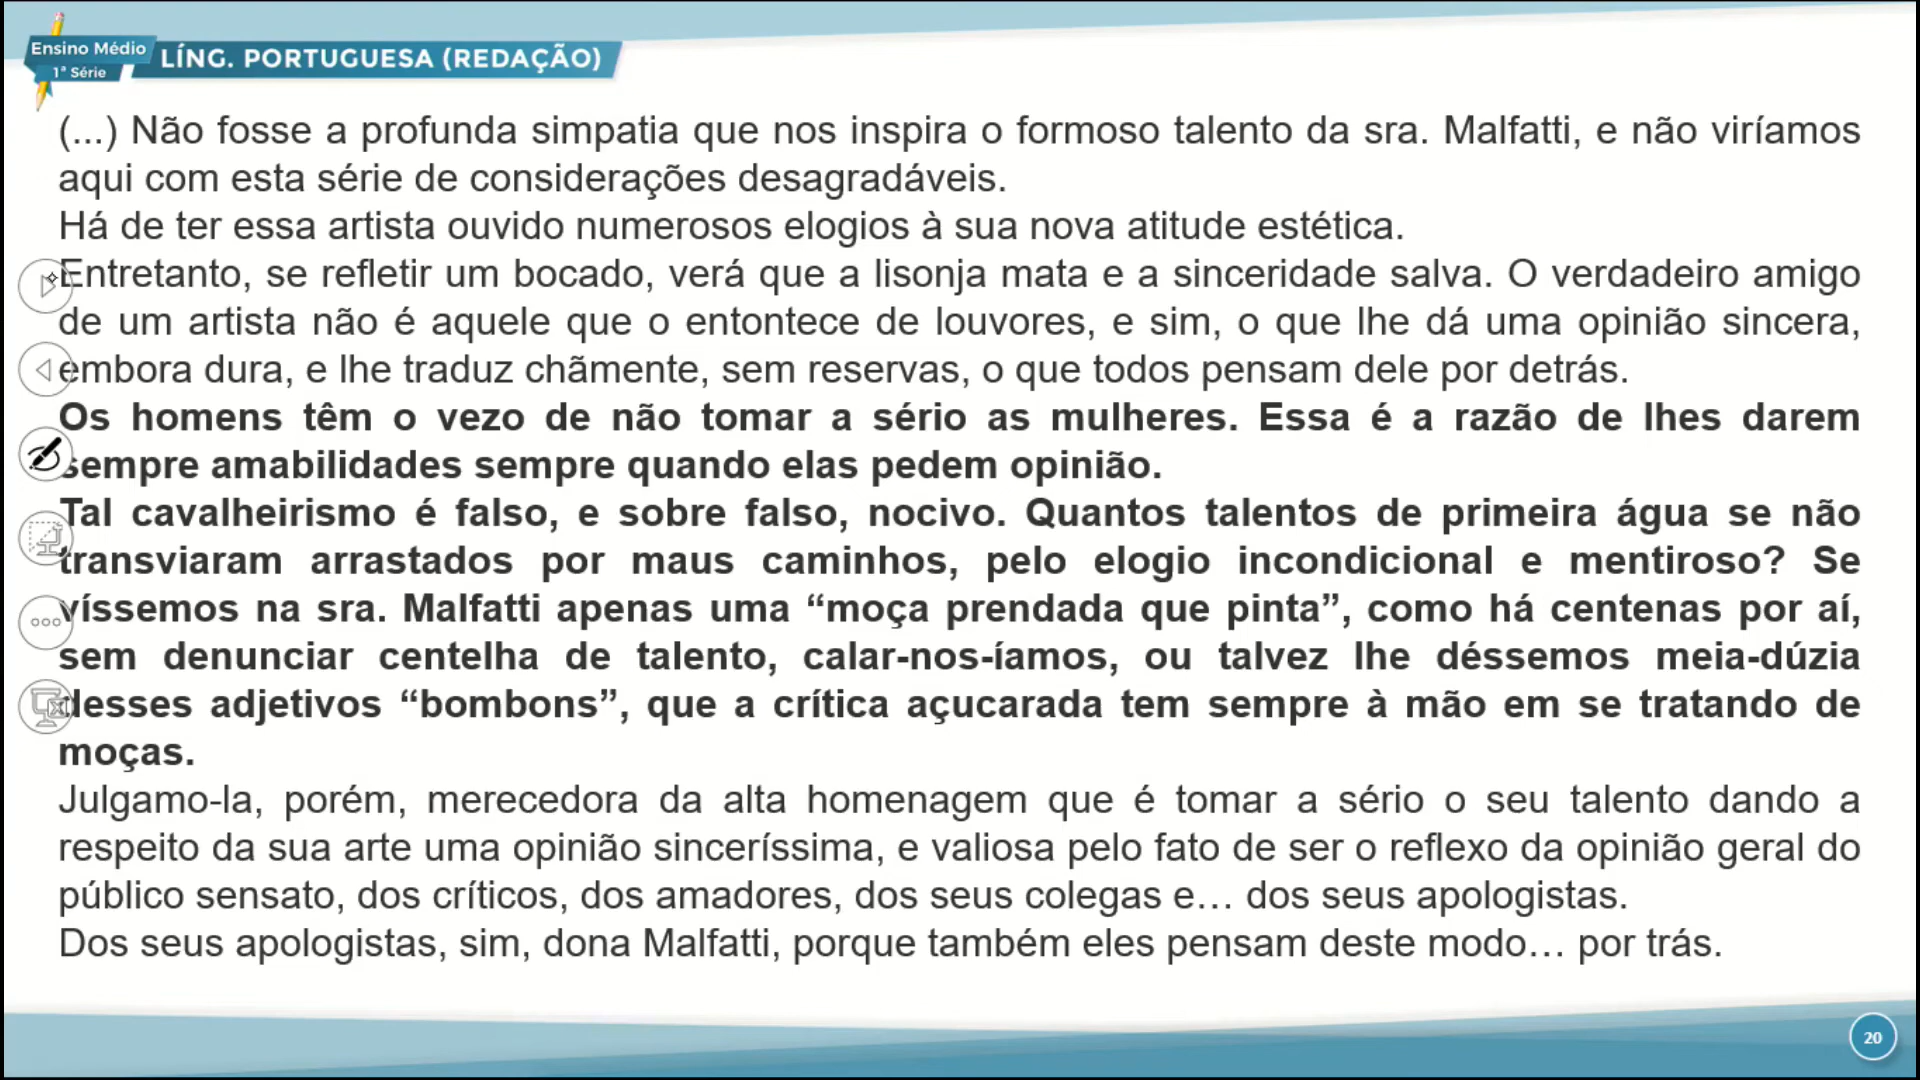 Ensino Médio
1ª Série
LÍNG. PORTUGUESA (REDAÇÃO)
(...) Não fosse a profunda simpatia que nos inspira o formoso talento da sra. Malfatti, e não viríamos
aqui com esta série de considerações desagradáveis.
Há de ter essa artista ouvido numerosos elogios à sua nova atitude estética.
Entretanto, se refletir um bocado, verá que a lisonja mata e a sinceridade salva. O verdadeiro amigo
de um artista não é aquele que o entontece de louvores, e sim, o que lhe dá uma opinião sincera,
embora dura, e lhe traduz chãmente, sem reservas, o que todos pensam dele por detrás.
Os homens têm o vezo de não tomar a sério as mulheres. Essa é a razão de lhes darem
sempre amabilidades sempre quando elas pedem opinião.
Tal cavalheirismo é falso, e sobre falso, nocivo. Quantos talentos de primeira água se não
transviaram arrastados por maus caminhos, pelo elogio incondicional e mentiroso? Se
víssemos na sra. Malfatti apenas uma “moça prendada que pinta”, como há centenas por aí,
sem denunciar centelha de talento, calar-nos-íamos, ou talvez lhe déssemos meia-dúzia
desses adjetivos “bombons”, que a crítica açucarada tem sempre à mão em se tratando de
moças.
Julgamo-la, porém, merecedora da alta homenagem que é tomar a sério o seu talento dando a
respeito da sua arte uma opinião sinceríssima, e valiosa pelo fato de ser o reflexo da opinião geral do
público sensato, dos críticos, dos amadores, dos seus colegas e… dos seus apologistas.
Dos seus apologistas, sim, dona Malfatti, porque também eles pensam deste modo… por trás.
20